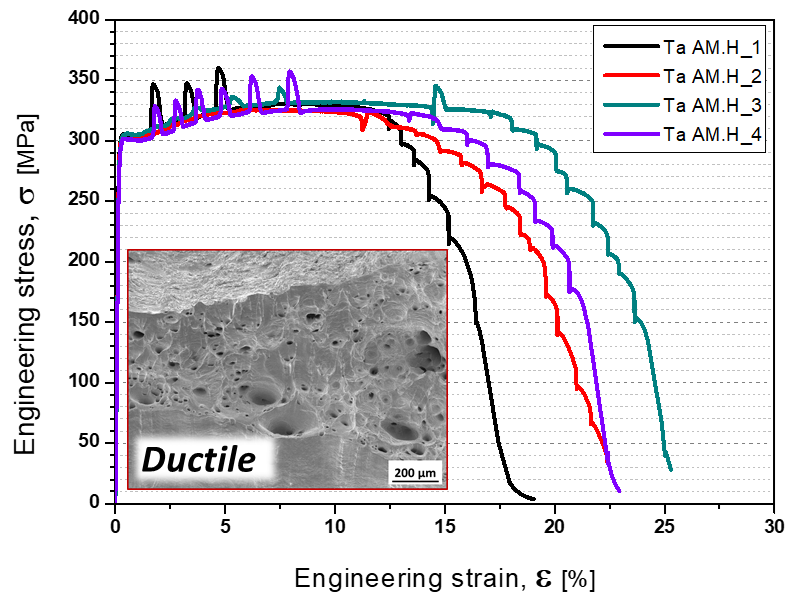 400
350
300
250
200
150
100
50
0
0
5
10
15
20
25
30
Engineering stress, σ [MPa]
Engineering strain, ε [%]
Ta AM.H_1
Ta AM.H_2
Ta AM.H_3
Ta AM.H_4
Ductile
200 µm